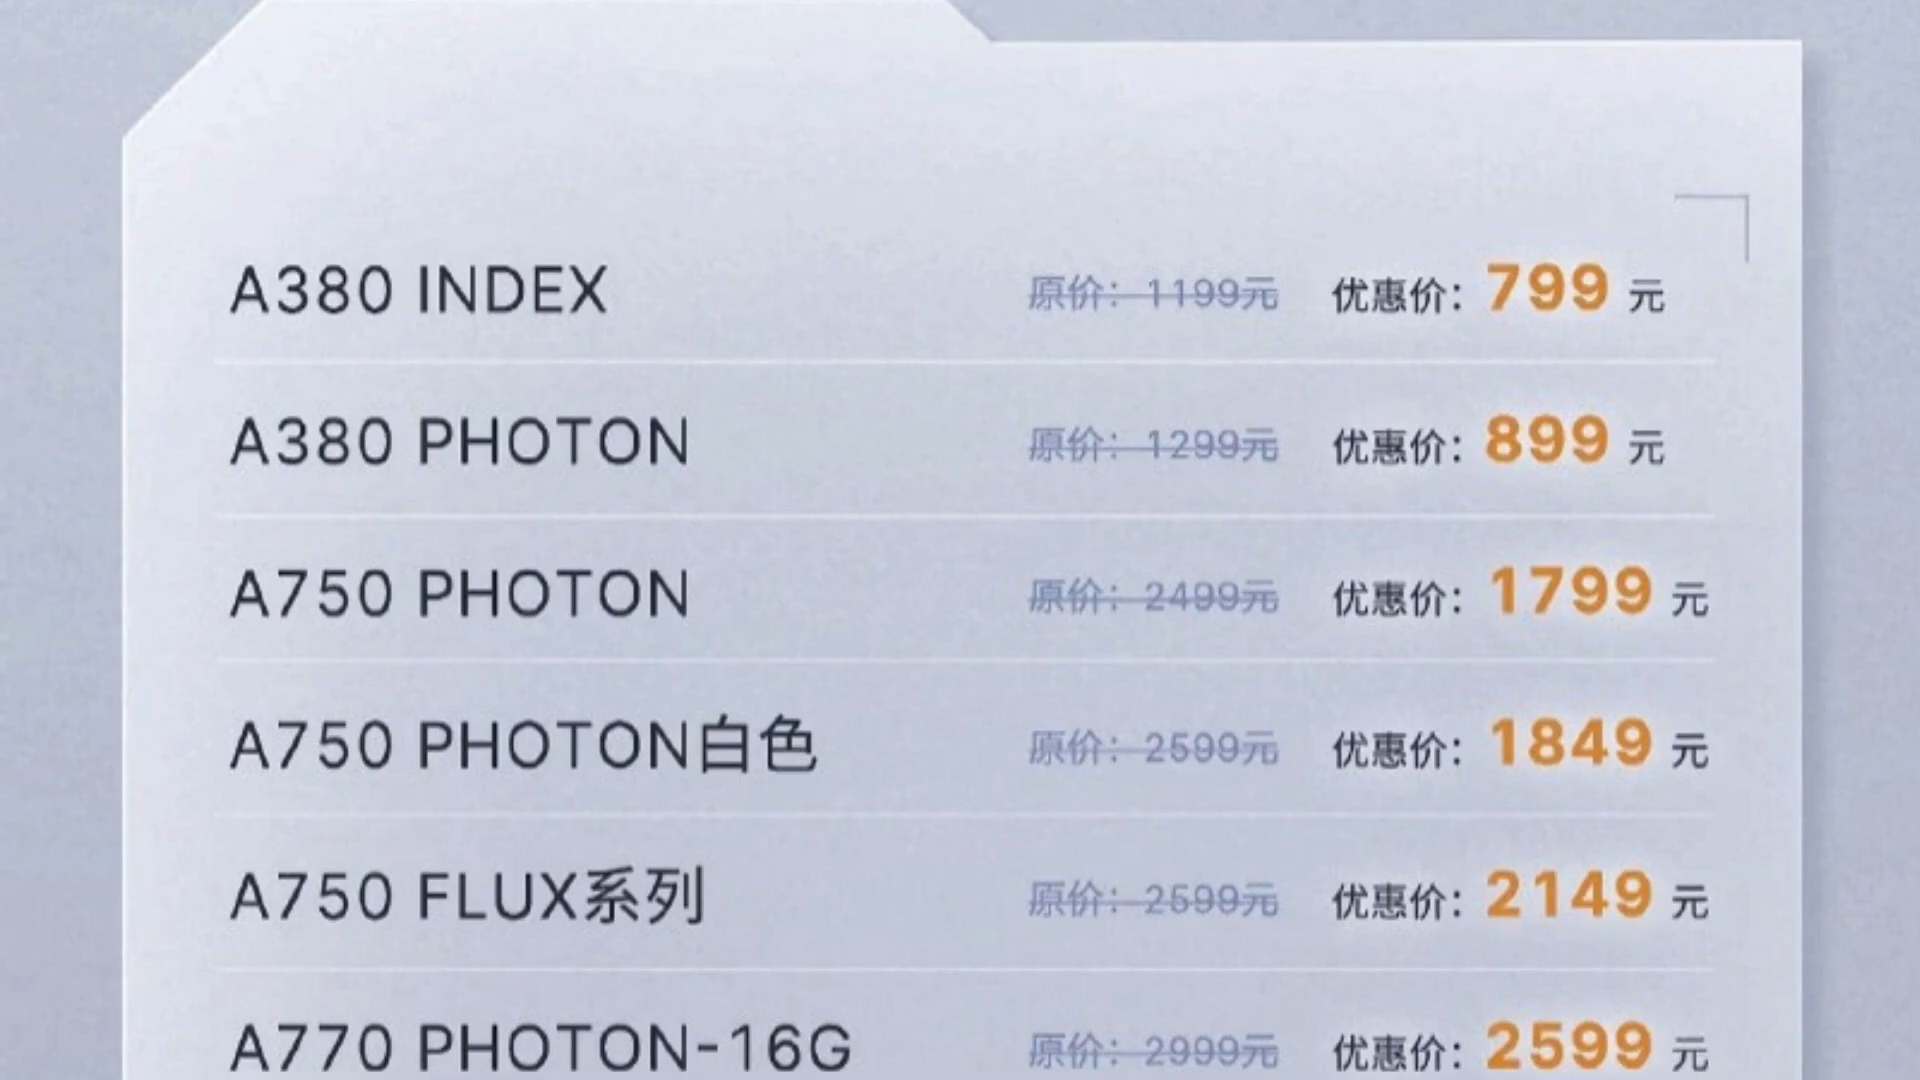 A380 INDEX 原价：1199元 优惠价：799 元
A380 PHOTON 原价：1299元 优惠价：899 元
A750 PHOTON 原价：2499元 优惠价：1799 元
A750 PHOTON白色 原价：2599元 优惠价：1849 元
A750 FLUX系列 原价：2599元 优惠价：2149 元
A770 PHOTON-16G 原价：2999元 优惠价：2599 元